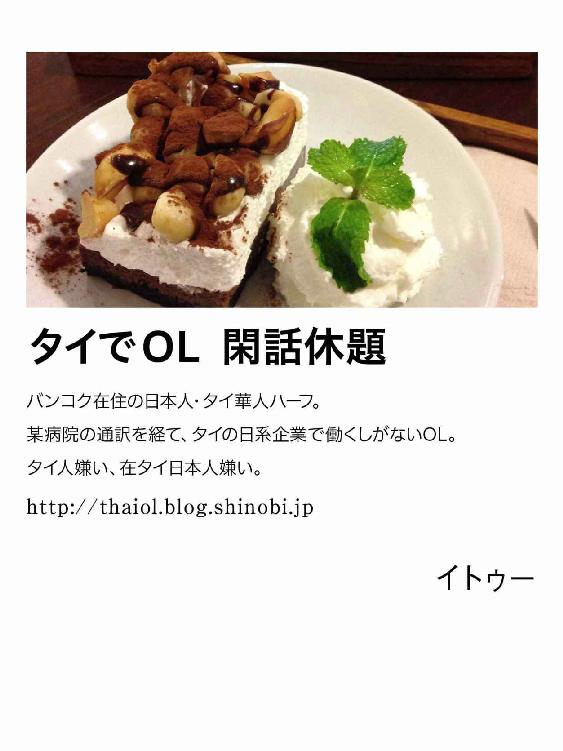 タイでOL 閑話休題
バンコク在住の日本人・タイ華人ハーフ。
某病院の通訳を経て、タイの日系企業で働くしがないOL。
タイ人嫌い、在タイ日本人嫌い。
http://thaiol.blog.shinobi.jp
イトゥー